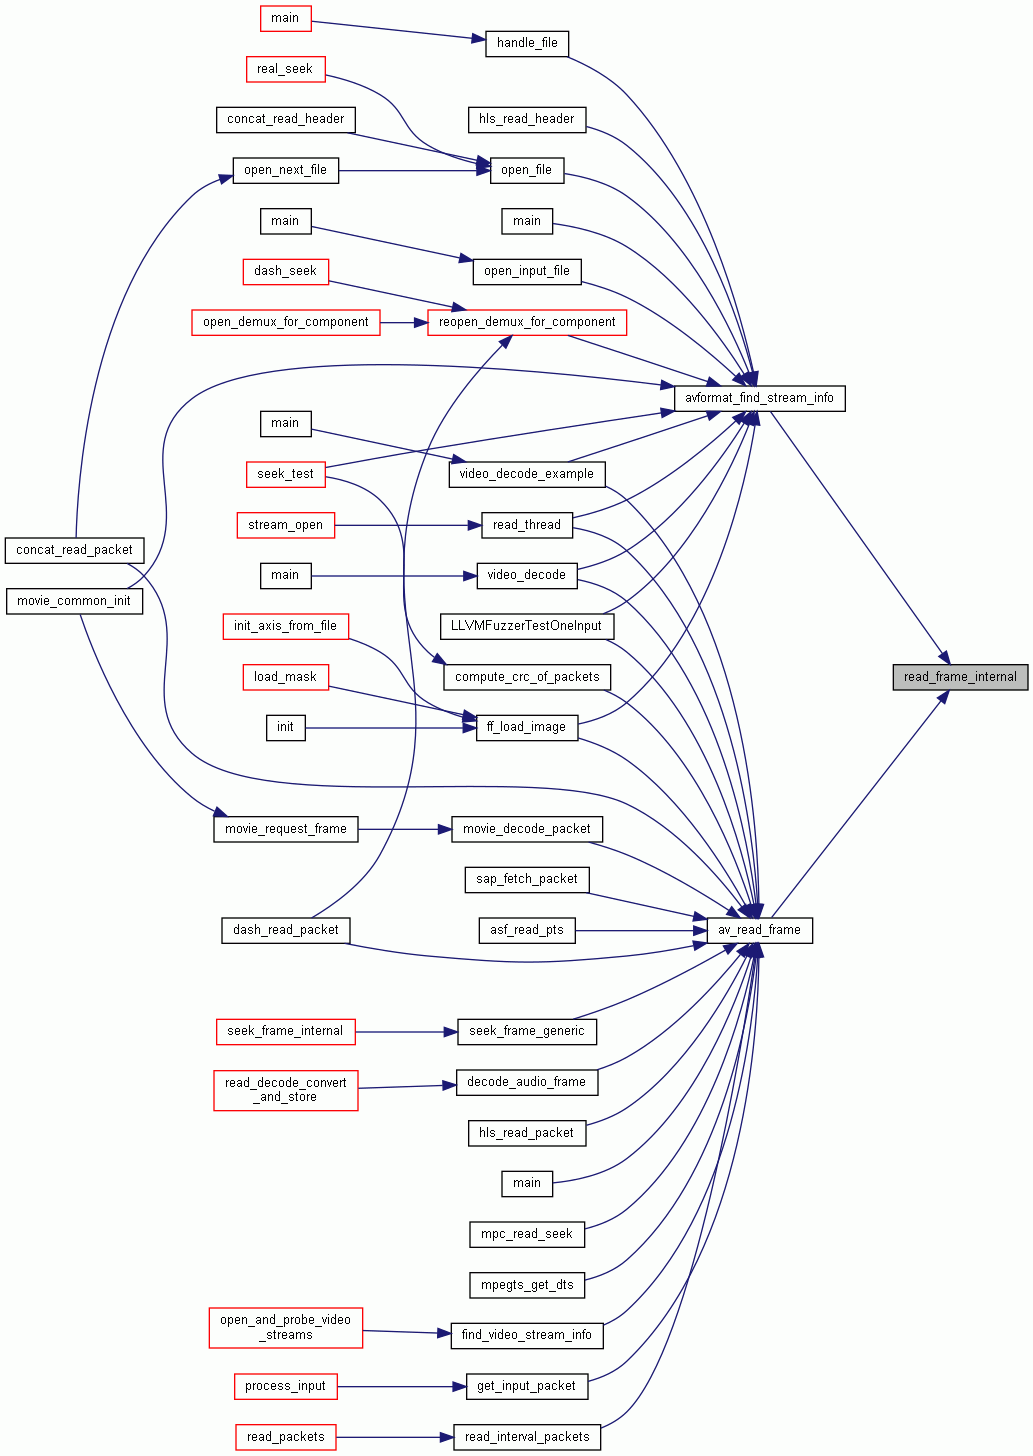 main
handle_file
real_seek
concat_read_header
hls_read_header
open_next_file
open_file
main
main
dash_seek
open_input_file
open_demux_for_component
reopen_demux_for_component
avformat_find_stream_info
main
seek_test
video_decode_example
stream_open
read_thread
concat_read_packet
main
video_decode
movie_common_init
init_axis_from_file
LLVMFuzzerTestOneInput
load_mask
compute_crc_of_packets
read_frame_internal
init
ff_load_image
movie_request_frame
movie_decode_packet
sap_fetch_packet
dash_read_packet
asf_read_pts
av_read_frame
seek_frame_internal
seek_frame_generic
read_decode_convert
_and_store
decode_audio_frame
hls_read_packet
main
mpc_read_seek
mpegts_get_dts
open_and_probe_video
_streams
find_video_stream_info
process_input
get_input_packet
read_packets
read_interval_packets